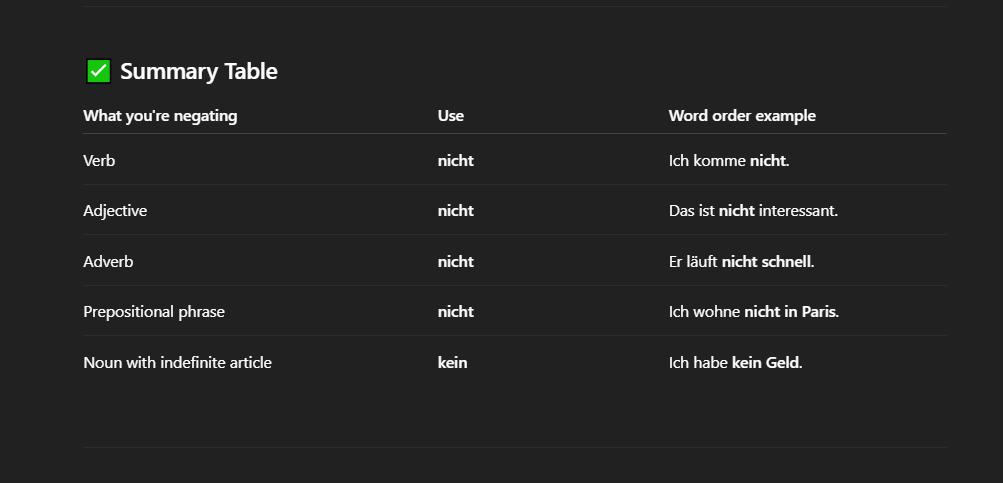 ✅ Summary Table
What you're negating Use Word order example
Verb nicht Ich komme nicht.
Adjective nicht Das ist nicht interessant.
Adverb nicht Er läuft nicht schnell.
Prepositional phrase nicht Ich wohne nicht in Paris.
Noun with indefinite article kein Ich habe kein Geld.